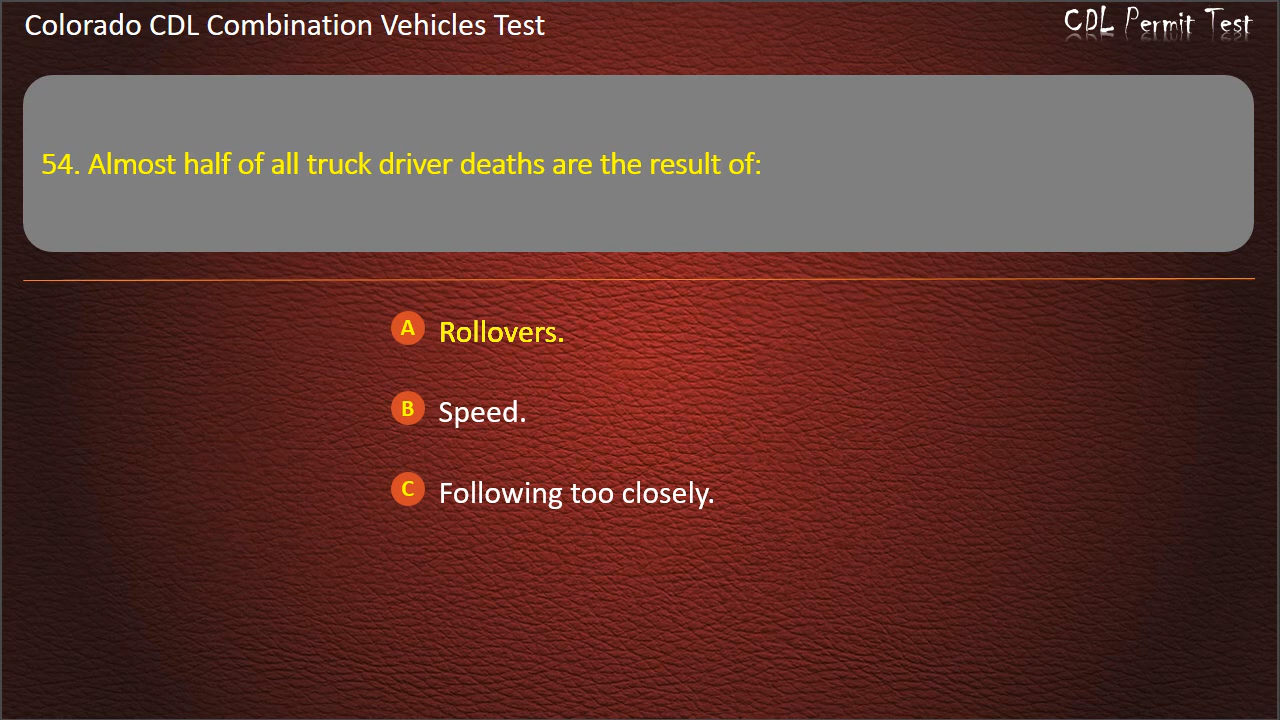 Colorado CDL Combination Vehicles Test
CDL Permit Test
54. Almost half of all truck driver deaths are the result of:
A Rollovers.
B Speed.
C Following too closely.